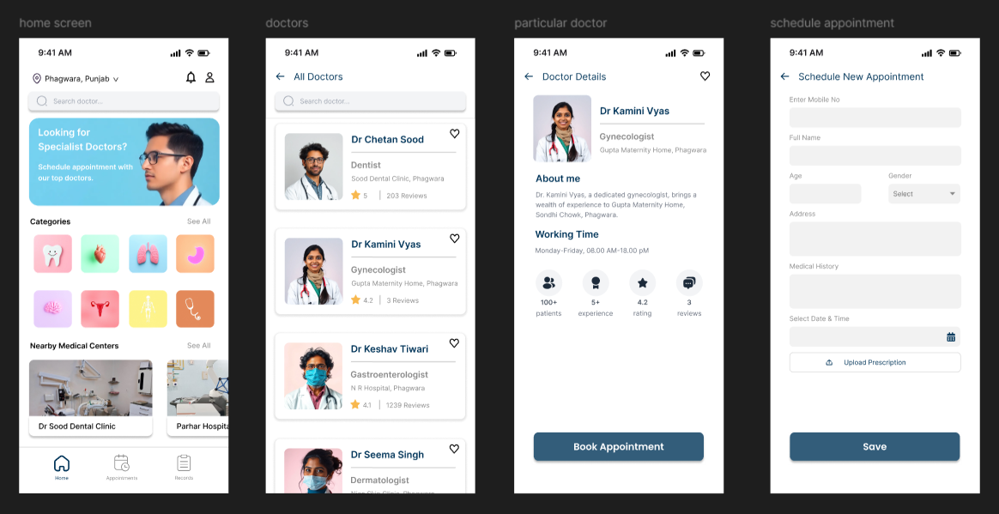 home screen
9:41 AM
Phagwara, Punjab
Search doctor...
Looking for
Specialist Doctors?
Schedule appointment with
our top doctors.
Categories
See All
Nearby Medical Centers
See All
Dr Sood Dental Clinic
Parhar Hospita
Home
Appointments
Records
doctors
9:41 AM
All Doctors
Search doctor...
Dr Chetan Sood
Dentist
Sood Dental Clinic, Phagwara
5 | 203 Reviews
Dr Kamini Vyas
Gynecologist
Gupta Maternity Home, Phagwara
4.2 | 3 Reviews
Dr Keshav Tiwari
Gastroenterologist
N R Hospital, Phagwara
4.1 | 1239 Reviews
Dr Seema Singh
Dermatologist
Skin Clinic, Phagwara
particular doctor
9:41 AM
Doctor Details
Dr Kamini Vyas
Gynecologist
Gupta Maternity Home, Phagwara
About me
Dr. Kamini Vyas, a dedicated gynecologist, brings a
wealth of experience to Gupta Maternity Home,
Sondhi Chowk, Phagwara.
Working Time
Monday-Friday, 08.00 AM-18.00 pM
100+ 5+ 4.2 3
patients experience rating reviews
Book Appointment
schedule appointment
9:41 AM
Schedule New Appointment
Enter Mobile No
Full Name
Age Gender
Select
Address
Medical History
Select Date & Time
Upload Prescription
Save